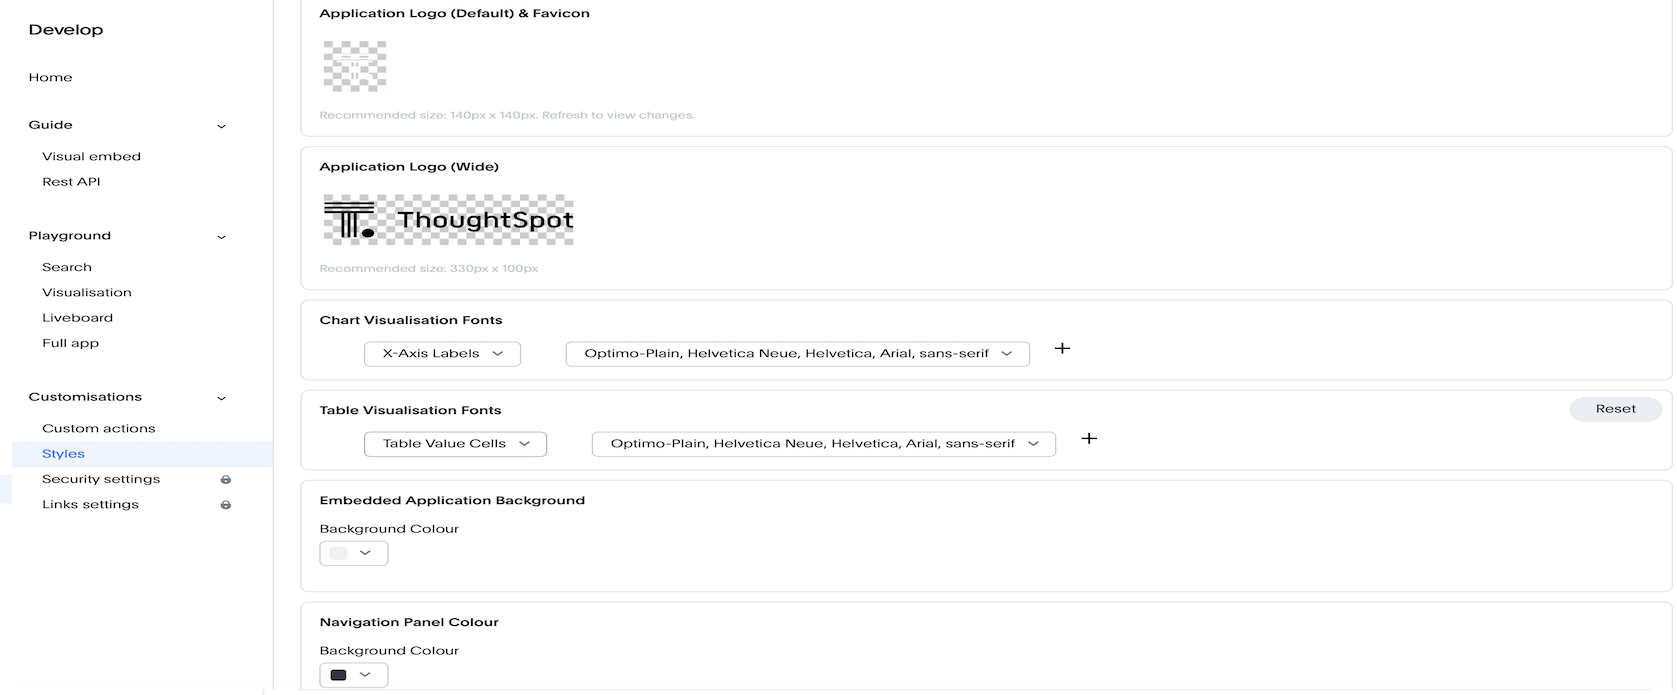 Develop
Home
Guide
Visual embed
Rest API
Playground
Search
Visualisation
Liveboard
Full app
Customisations
Custom actions
Styles
Security settings
Links settings
Application Logo (Default) & Favicon
Recommended size: 140px x 140px. Refresh to view changes.
Application Logo (Wide)
ThoughtSpot
Recommended size: 330px x 100px
Chart Visualisation Fonts
X-Axis Labels Optimo-Plain, Helvetica Neue, Helvetica, Arial, sans-serif +
Table Visualisation Fonts Reset
Table Value Cells Optimo-Plain, Helvetica Neue, Helvetica, Arial, sans-serif +
Embedded Application Background
Background Colour
Navigation Panel Colour
Background Colour